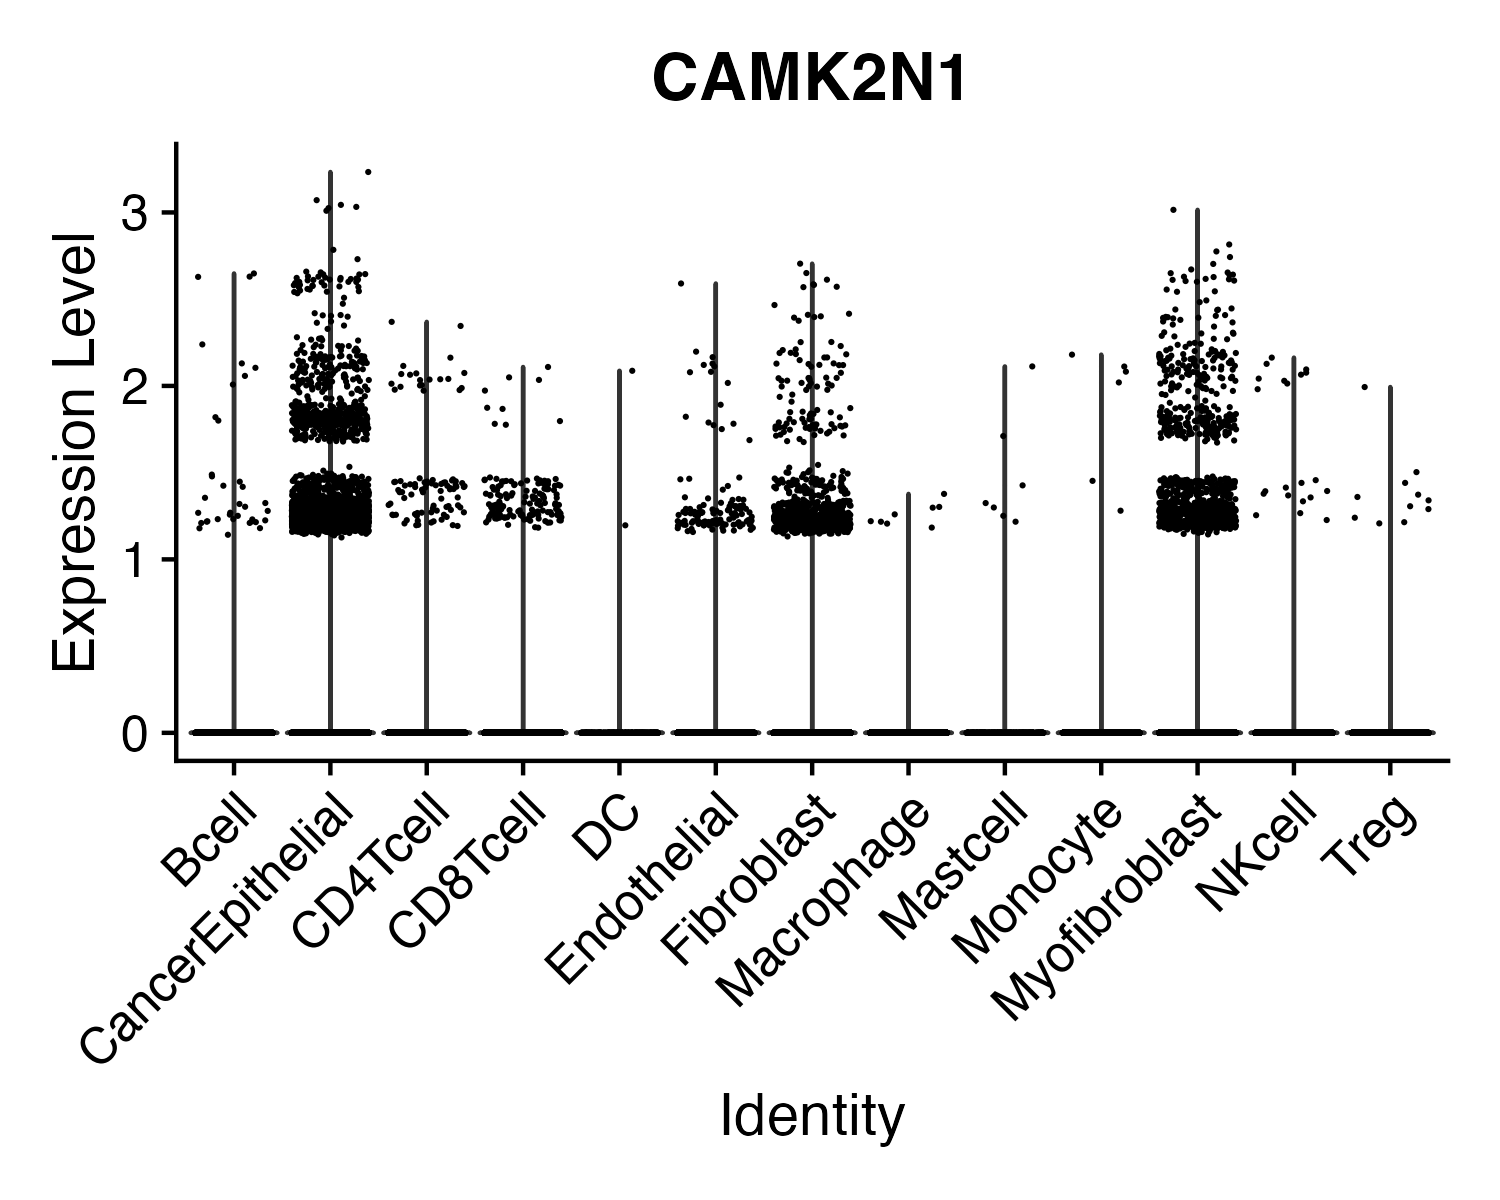 CAMK2N1
Expression Level
3
2
1
0
Bcell
CancerEpithelial
CD4Tcell
CD8Tcell
DC
Endothelial
Fibroblast
Macrophage
Mastcell
Monocyte
Myofibroblast
NKcell
Treg
Identity